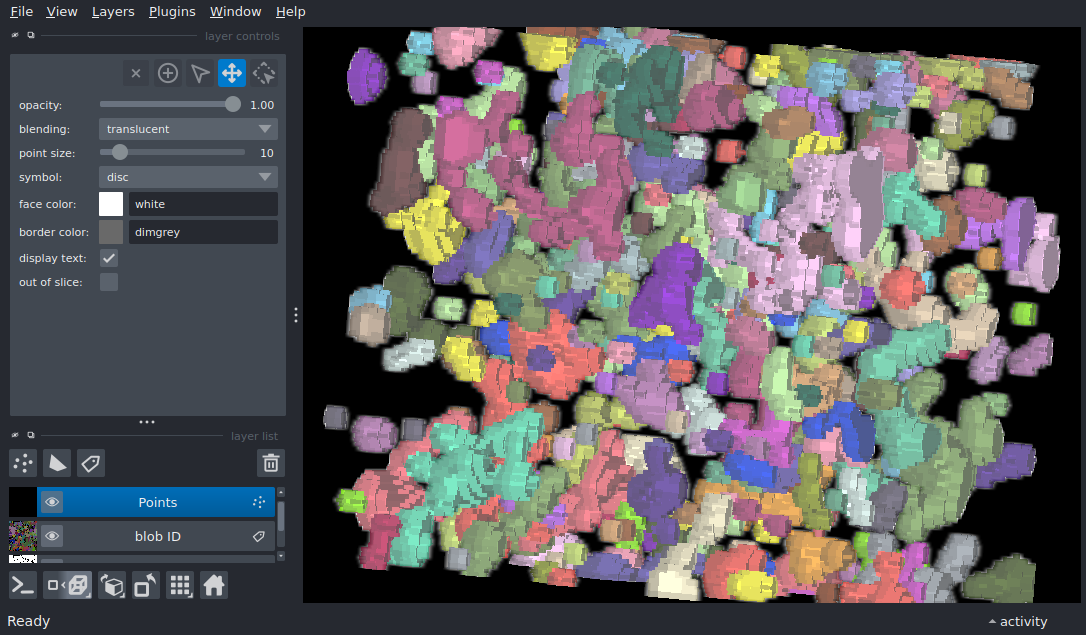 File View Layers Plugins Window Help
layer controls
opacity: 1.00
blending: translucent
point size: 10
symbol: disc
face color: white
border color: dimgrey
display text:
out of slice:
layer list
Points
blob ID
Ready
activity